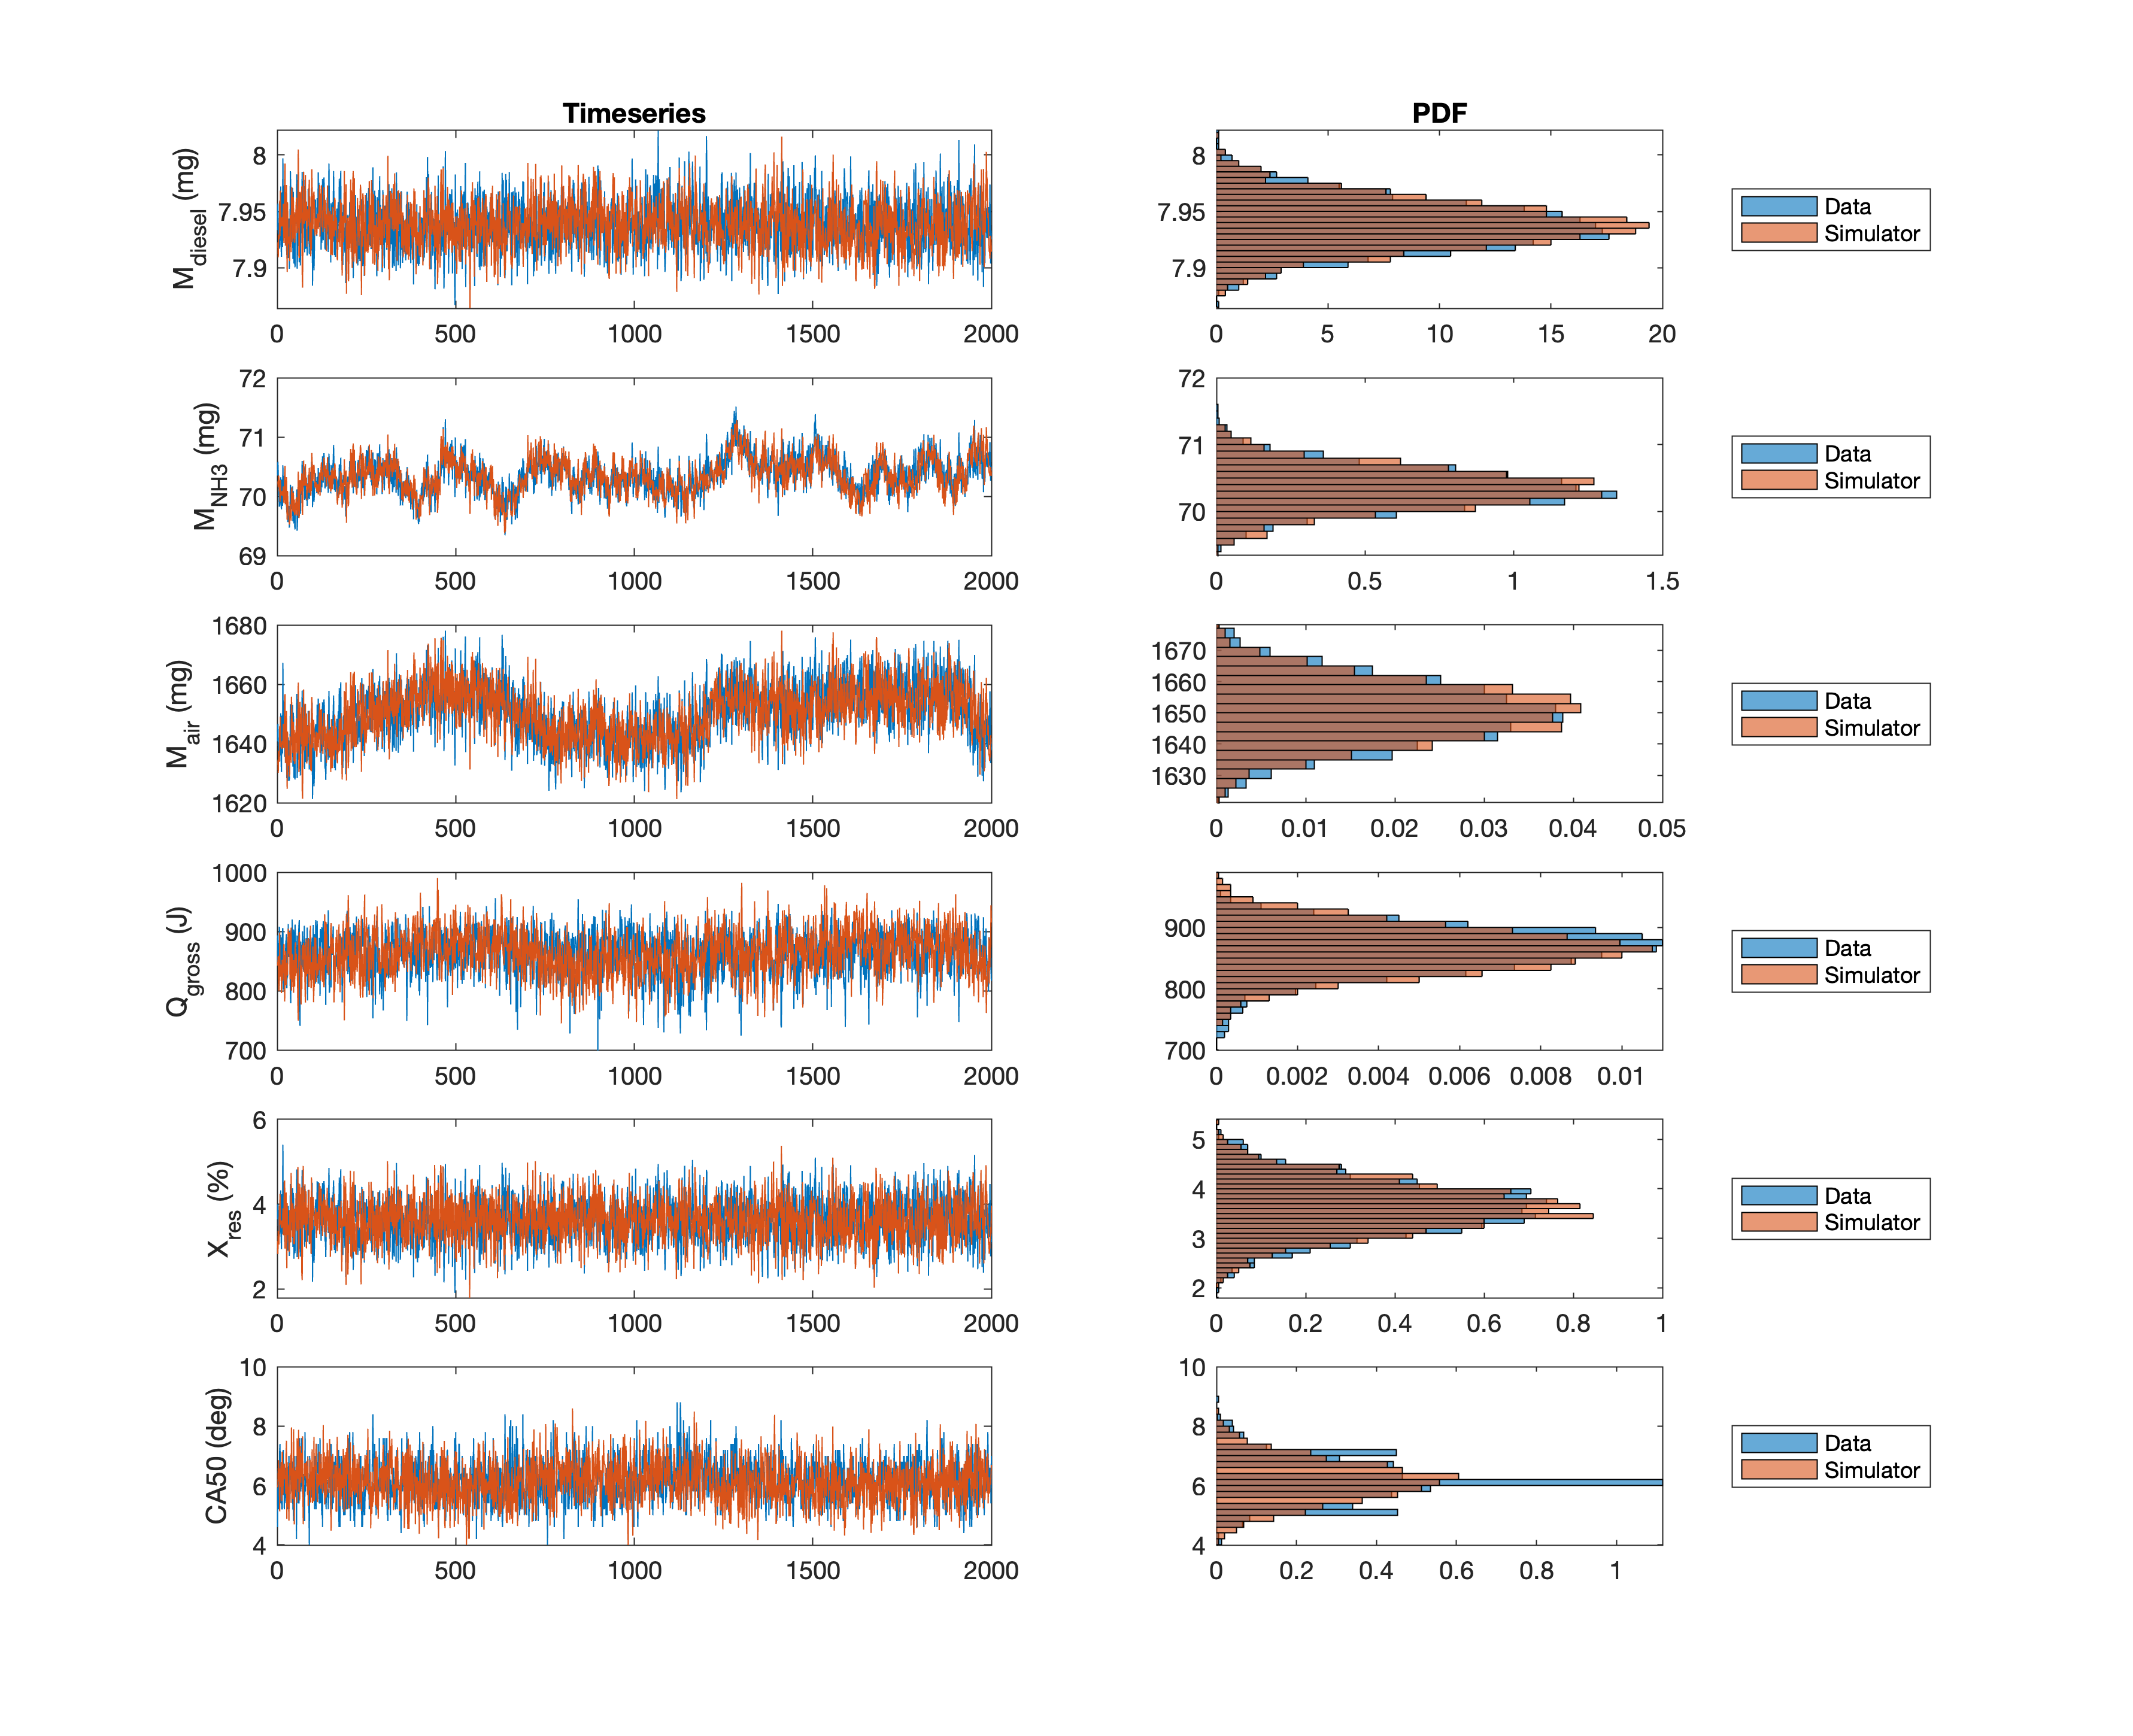 Timeseries
PDF
M_diesel (mg)
8
7.95
7.9
0 500 1000 1500 2000
8
7.95
7.9
0 5 10 15 20
Data
Simulator
M_NH3 (mg)
72
71
70
69
0 500 1000 1500 2000
72
71
70
0 0.5 1 1.5
Data
Simulator
M_air (mg)
1680
1660
1640
1620
0 500 1000 1500 2000
1670
1660
1650
1640
1630
0 0.01 0.02 0.03 0.04 0.05
Data
Simulator
Q_gross (J)
1000
900
800
700
0 500 1000 1500 2000
900
800
700
0 0.002 0.004 0.006 0.008 0.01
Data
Simulator
X_res (%)
6
4
2
0 500 1000 1500 2000
5
4
3
2
0 0.2 0.4 0.6 0.8 1
Data
Simulator
CA50 (deg)
10
8
6
4
0 500 1000 1500 2000
10
8
6
4
0 0.2 0.4 0.6 0.8 1
Data
Simulator